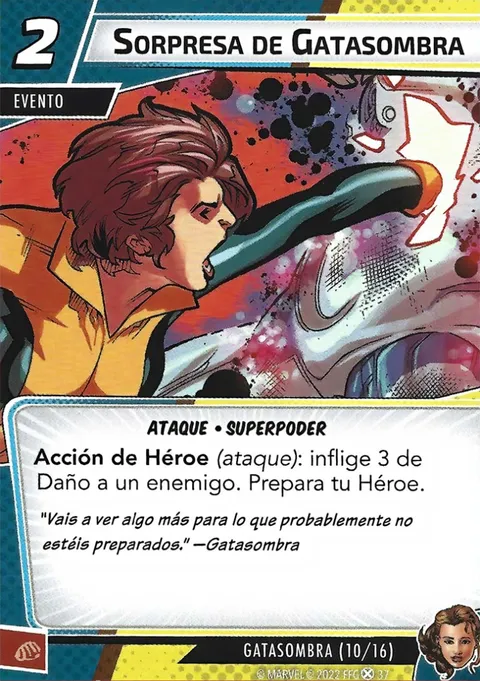 2
SORPRESA DE GATASOMBRA
EVENTO
ATAQUE • SUPERPODER
Acción de Héroe (ataque): inflige 3 de
Daño a un enemigo. Prepara tu Héroe.
"Vais a ver algo más para lo que probablemente no
estéis preparados." —Gatasombra
GATASOMBRA (10/16)
© MARVEL © 2022 FFG 37